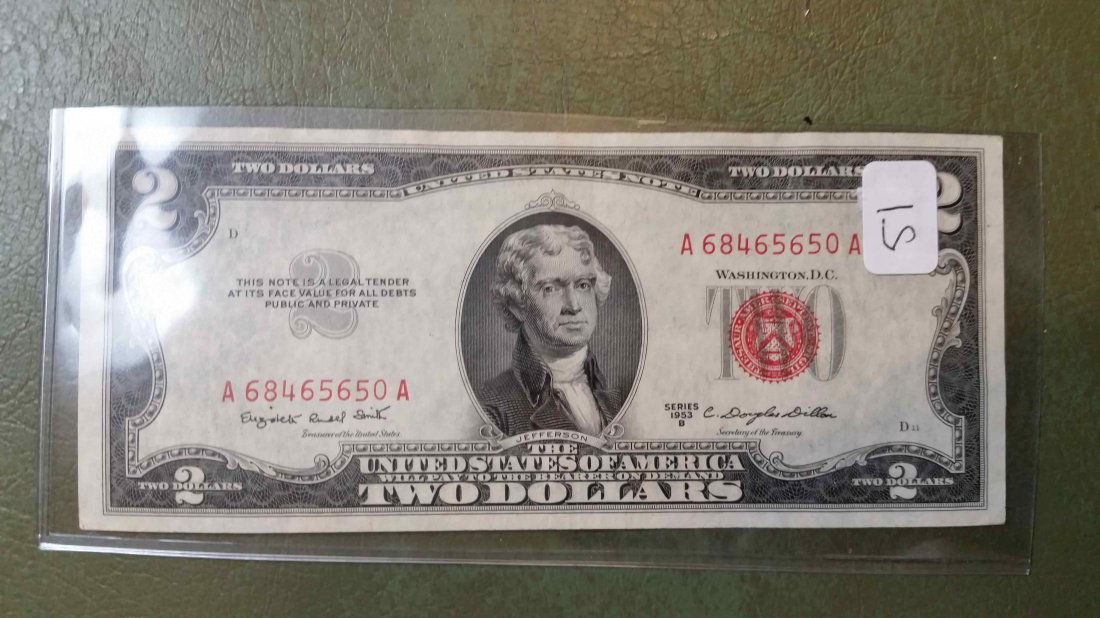 TWO DOLLARS
TWO DOLLARS
2
2
UNITED STATES NOTE
51
D
A 68465650 A
WASHINGTON, D.C.
2
THIS NOTE IS A LEGAL TENDER
AT ITS FACE VALUE FOR ALL DEBTS
PUBLIC AND PRIVATE
TWO
A 68465650 A
Elizabeth Rudel Smith
Treasurer of the United States
SERIES
1953
B
C. Douglas Dillon
Secretary of the Treasury
D 11
JEFFERSON
THE
UNITED STATES OF AMERICA
WILL PAY TO THE BEARER ON DEMAND
TWO DOLLARS
TWO DOLLARS
2
TWO DOLLARS
2